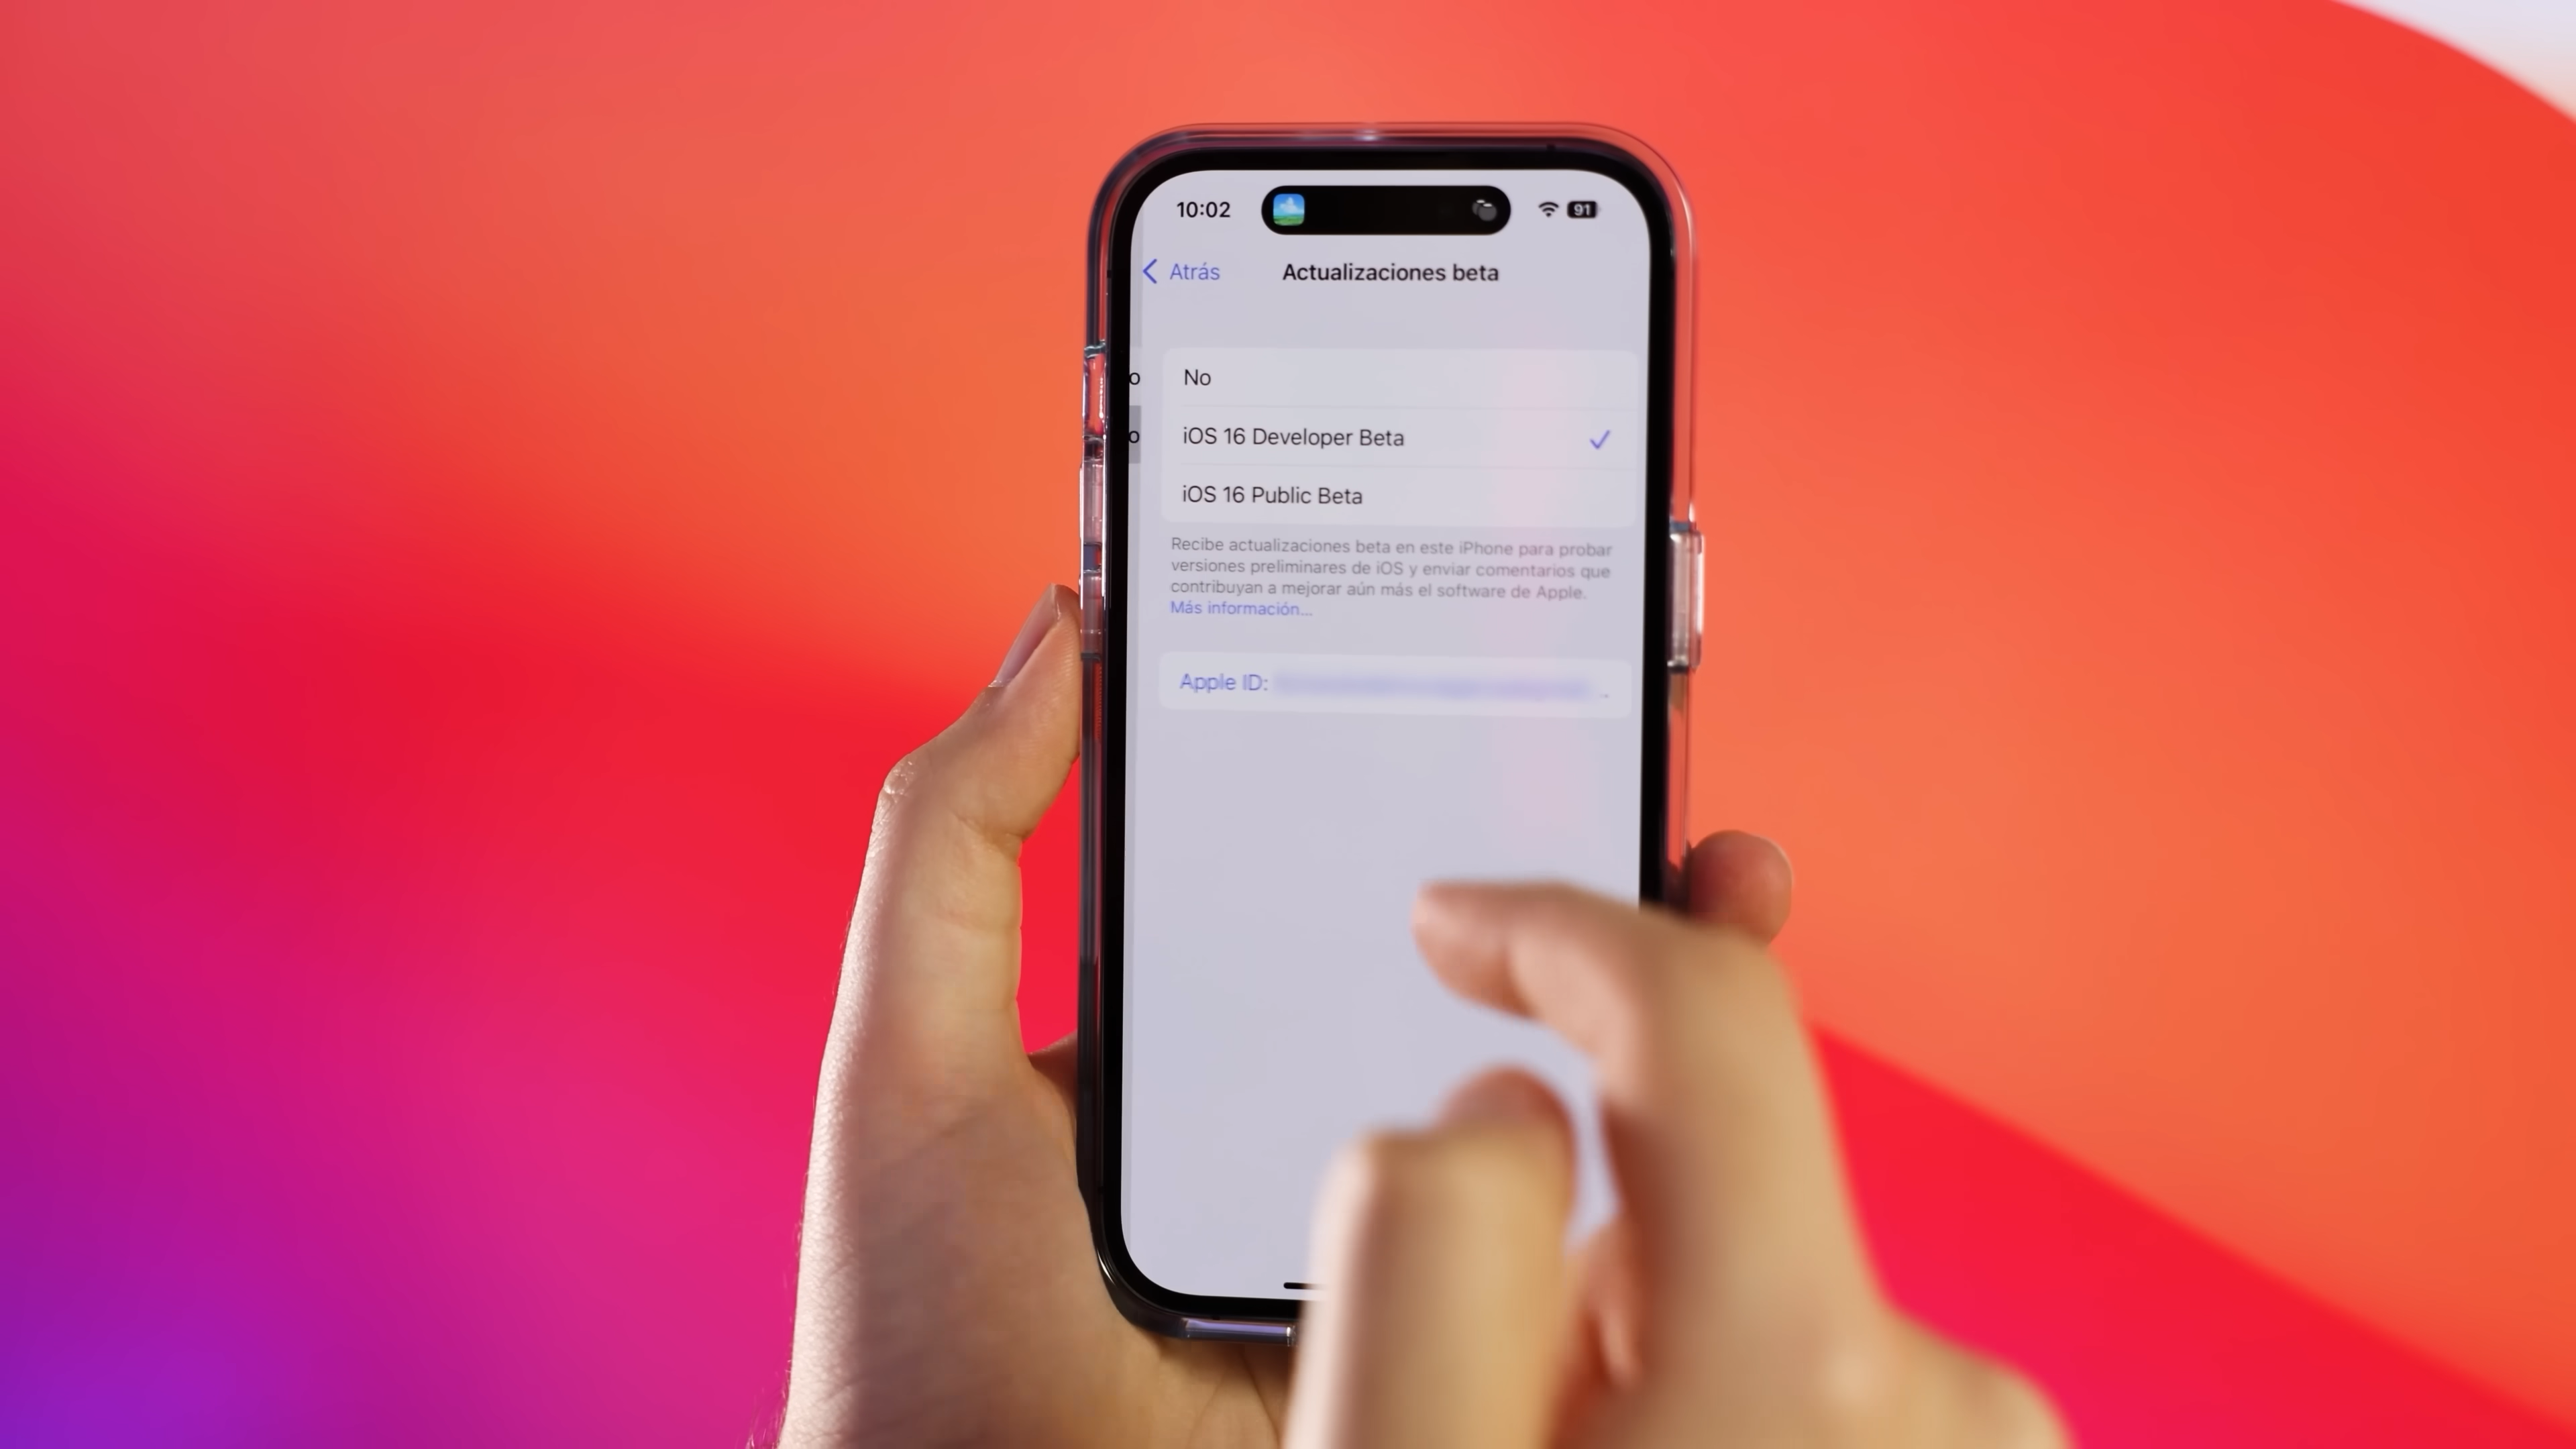 10:02
91
Atrás
Actualizaciones beta
o
No
o
iOS 16 Developer Beta
iOS 16 Public Beta
Recibe actualizaciones beta en este iPhone para probar
versiones preliminares de iOS y enviar comentarios que
contribuyan a mejorar aún más el software de Apple.
Más información...
Apple ID: